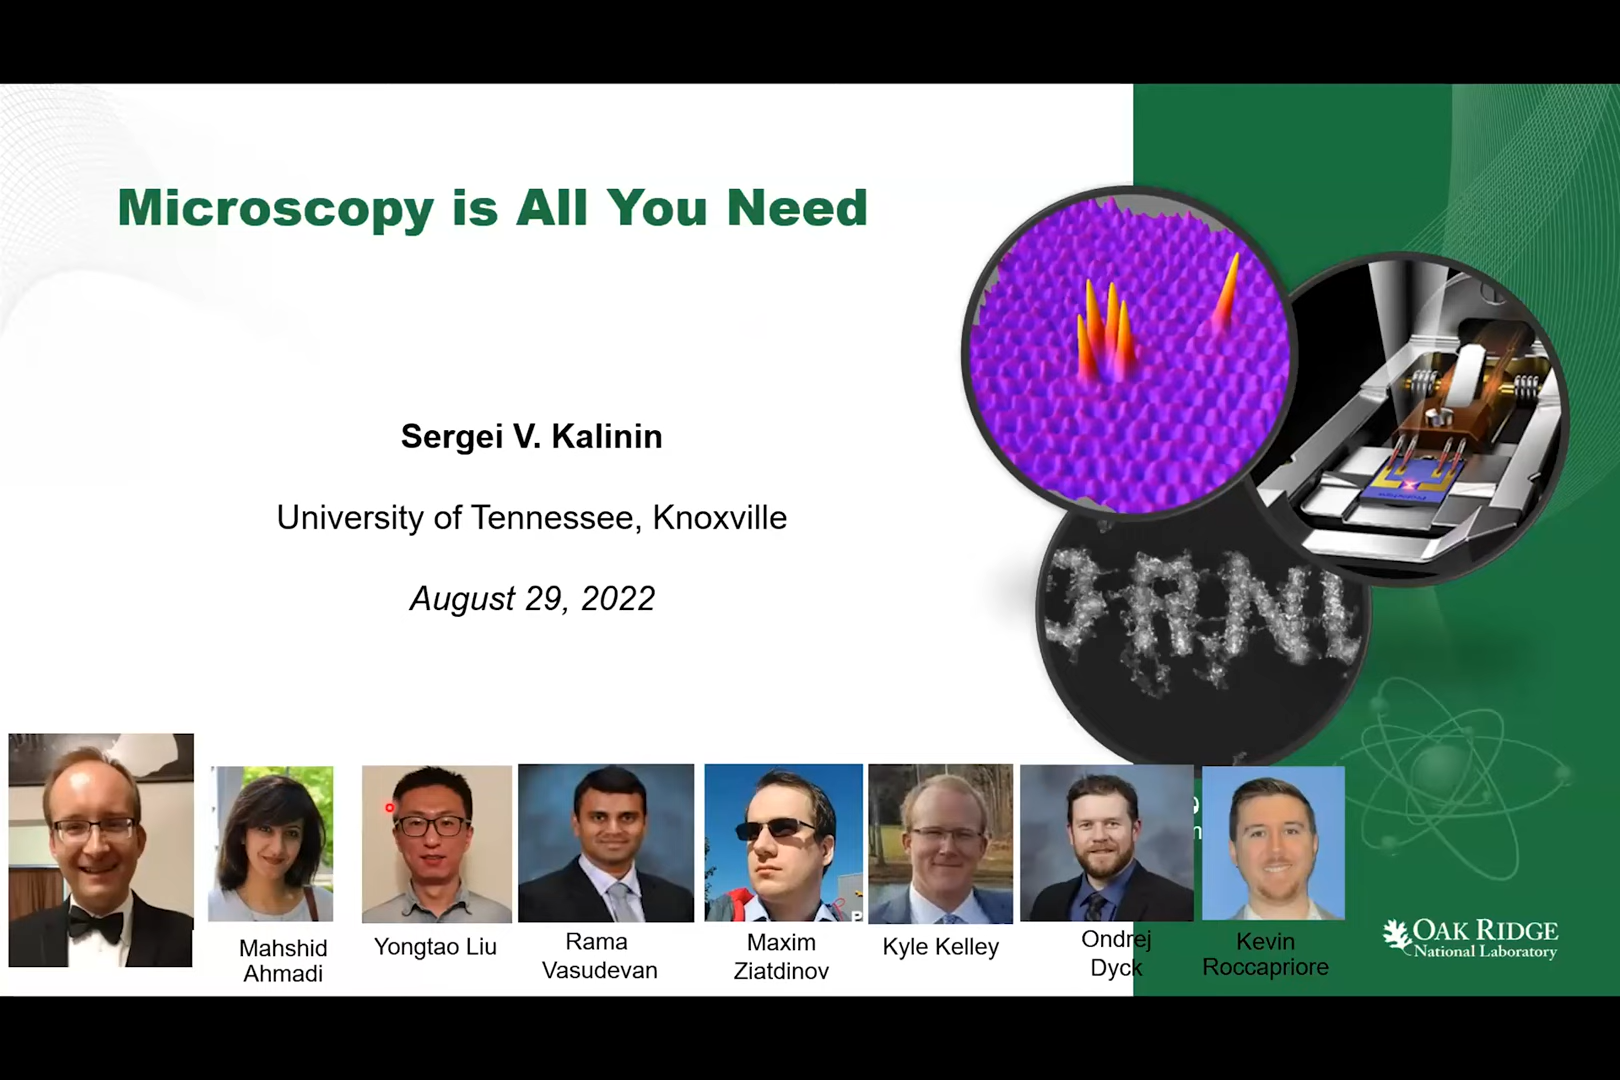 Microscopy is All You Need
Sergei V. Kalinin
University of Tennessee, Knoxville
August 29, 2022
ORNL
P
Mahshid
Ahmadi
Yongtao Liu
Rama
Vasudevan
Maxim
Ziatdinov
Kyle Kelley
Ondrej
Dyck
Kevin
Roccapriore
OAK RIDGE
National Laboratory